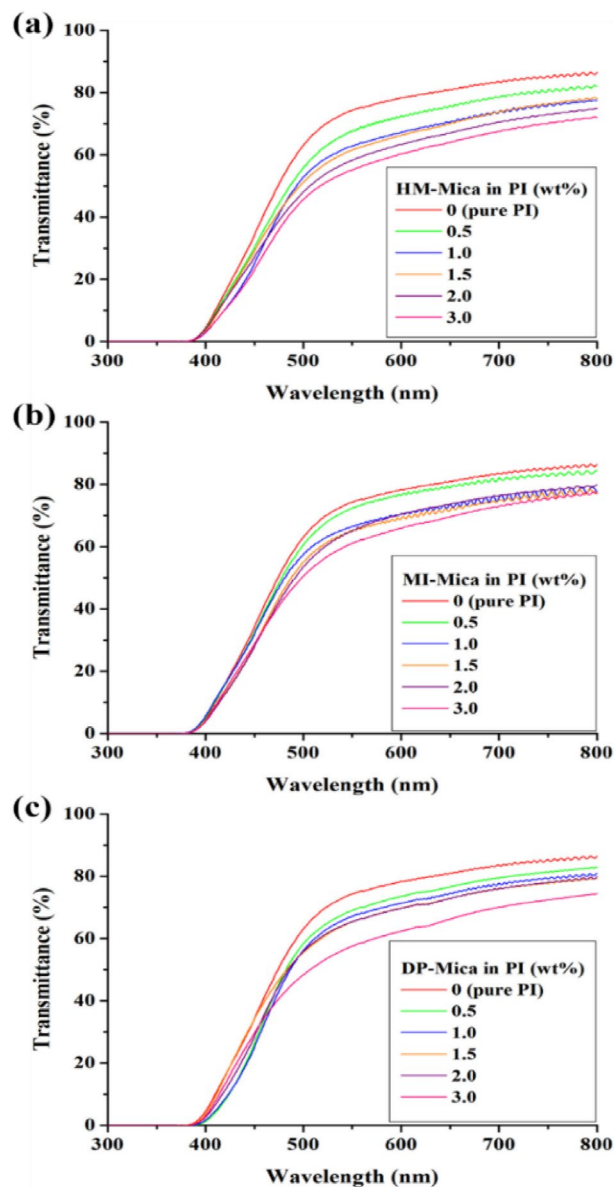 (a)
100
80
60
40
20
0
Transmittance (%)
HM-Mica in PI (wt%)
0 (pure PI)
0.5
1.0
1.5
2.0
3.0
300 400 500 600 700 800
Wavelength (nm)
(b)
100
80
60
40
20
0
Transmittance (%)
MI-Mica in PI (wt%)
0 (pure PI)
0.5
1.0
1.5
2.0
3.0
300 400 500 600 700 800
Wavelength (nm)
(c)
100
80
60
40
20
0
Transmittance (%)
DP-Mica in PI (wt%)
0 (pure PI)
0.5
1.0
1.5
2.0
3.0
300 400 500 600 700 800
Wavelength (nm)